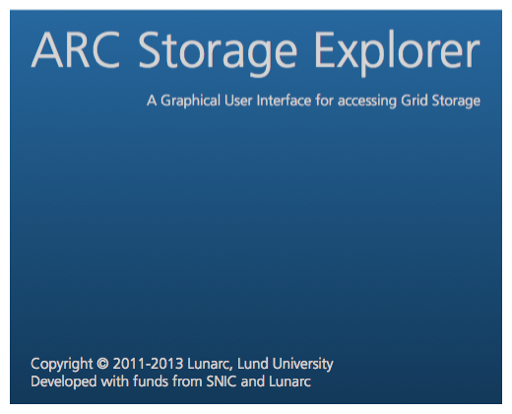 ARC Storage Explorer
A Graphical User Interface for accessing Grid Storage
Copyright © 2011-2013 Lunarc, Lund University
Developed with funds from SNIC and Lunarc